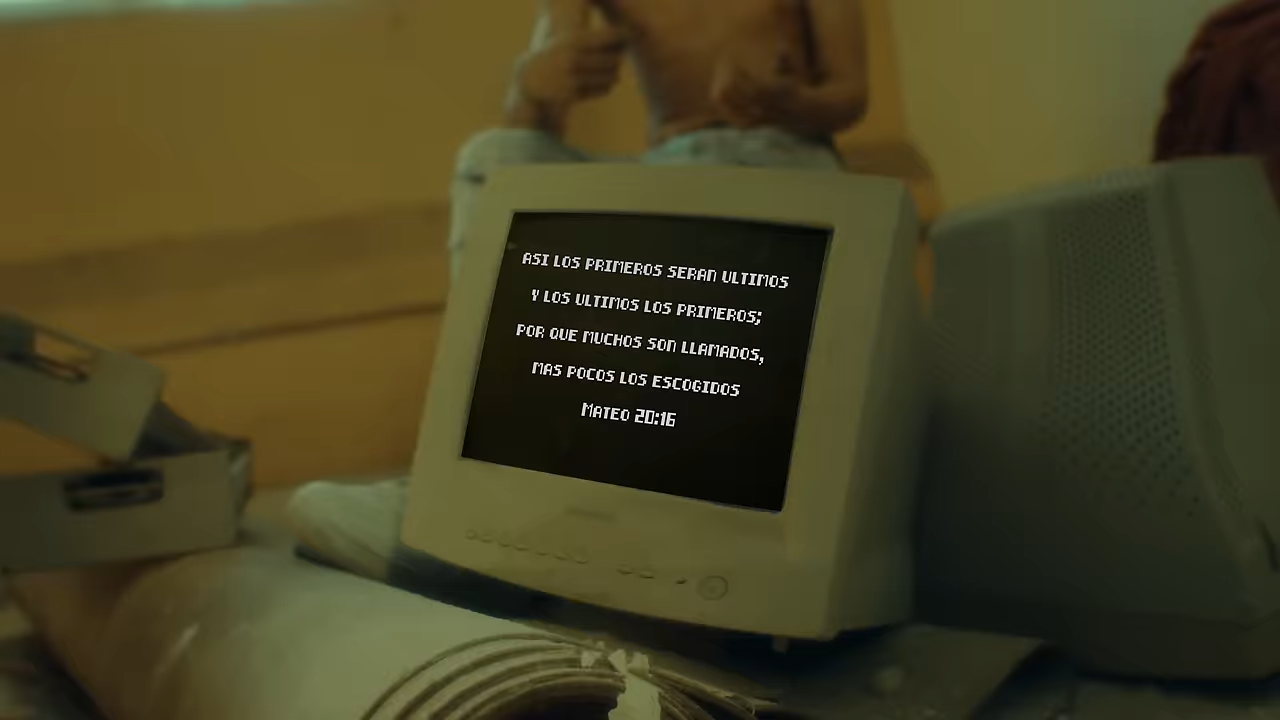 ASI LOS PRIMEROS SERAN ULTIMOS
Y LOS ULTIMOS LOS PRIMEROS;
POR QUE MUCHOS SON LLAMADOS,
MAS POCOS LOS ESCOGIDOS
MATEO 20:16